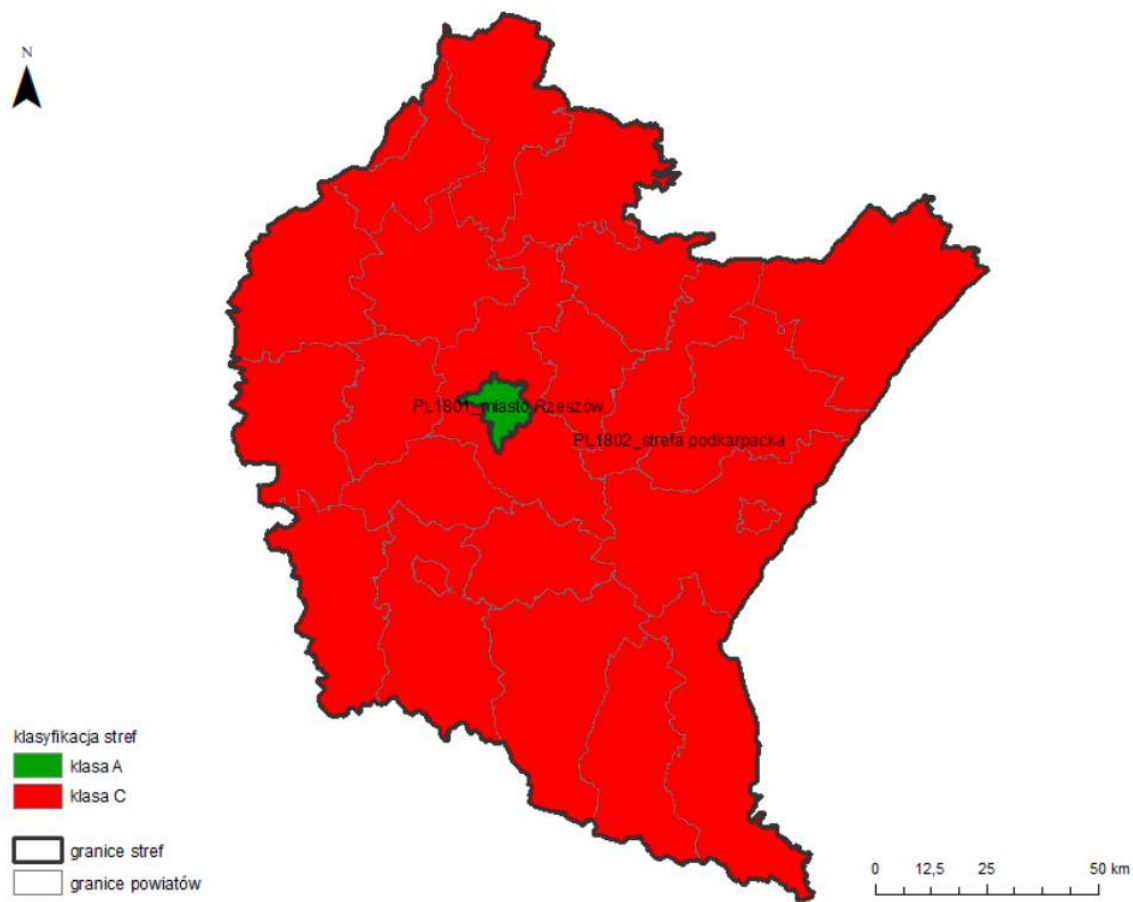 N
PL1801_miasto Rzeszów
PL1802_strefa podkarpacka
klasyfikacja stref
klasa A
klasa C
granice stref
granice powiatów
0 12,5 25 50 km